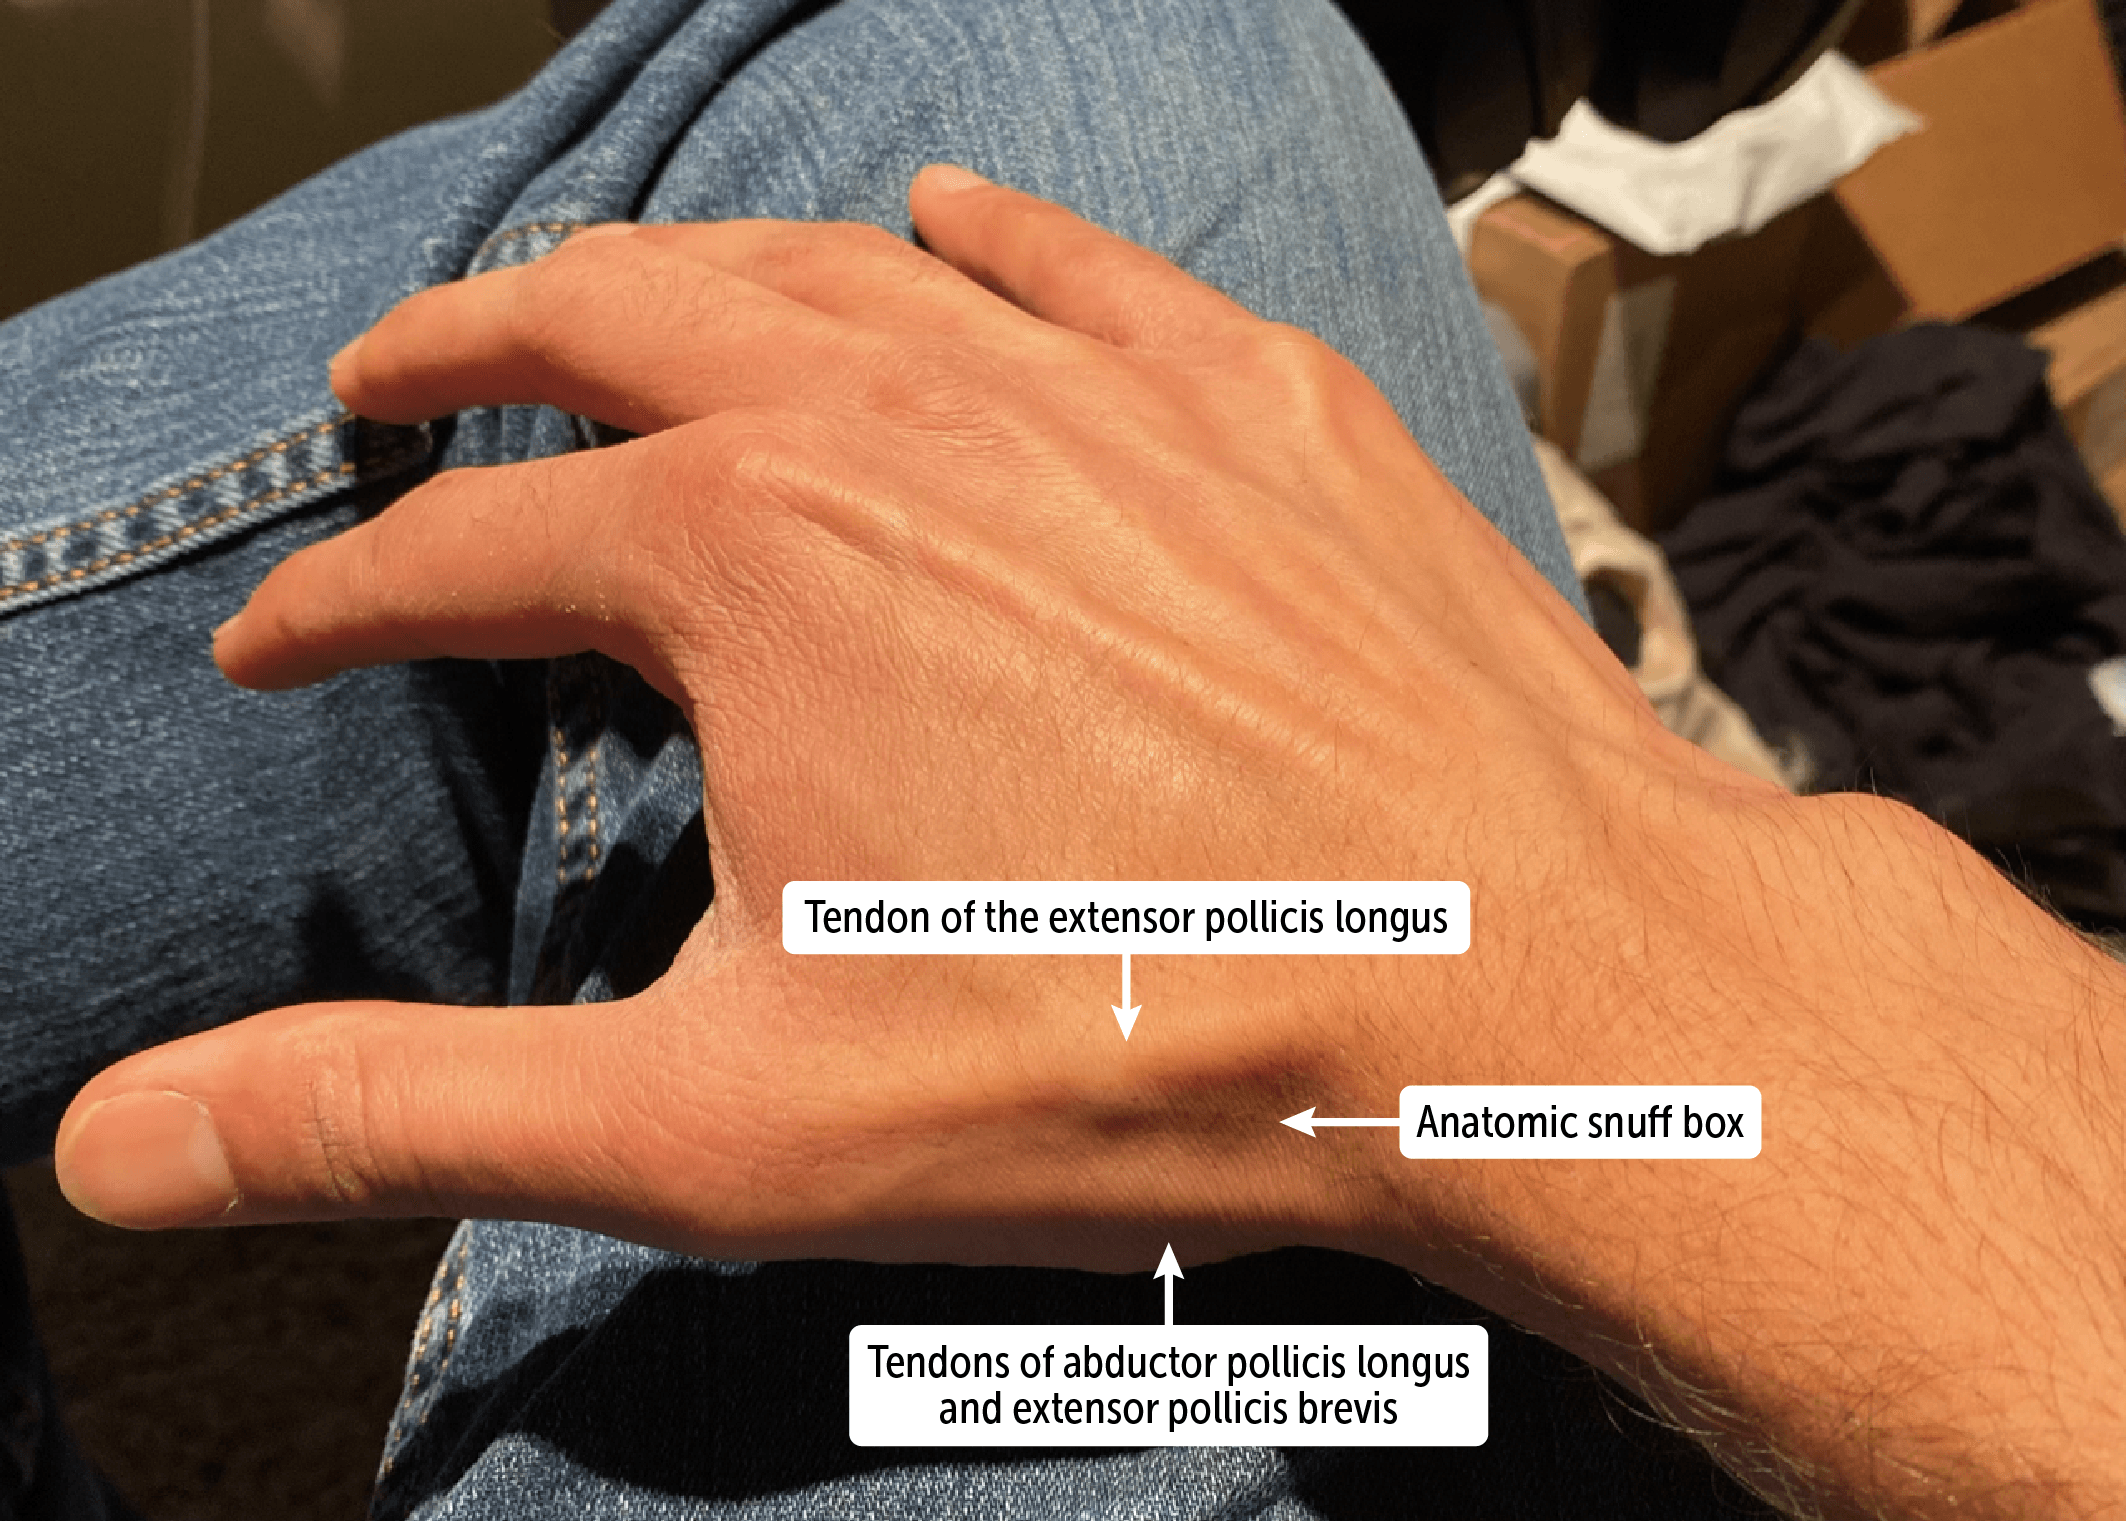 Tendon of the extensor pollicis longus
Anatomic snuff box
Tendons of abductor pollicis longus
and extensor pollicis brevis